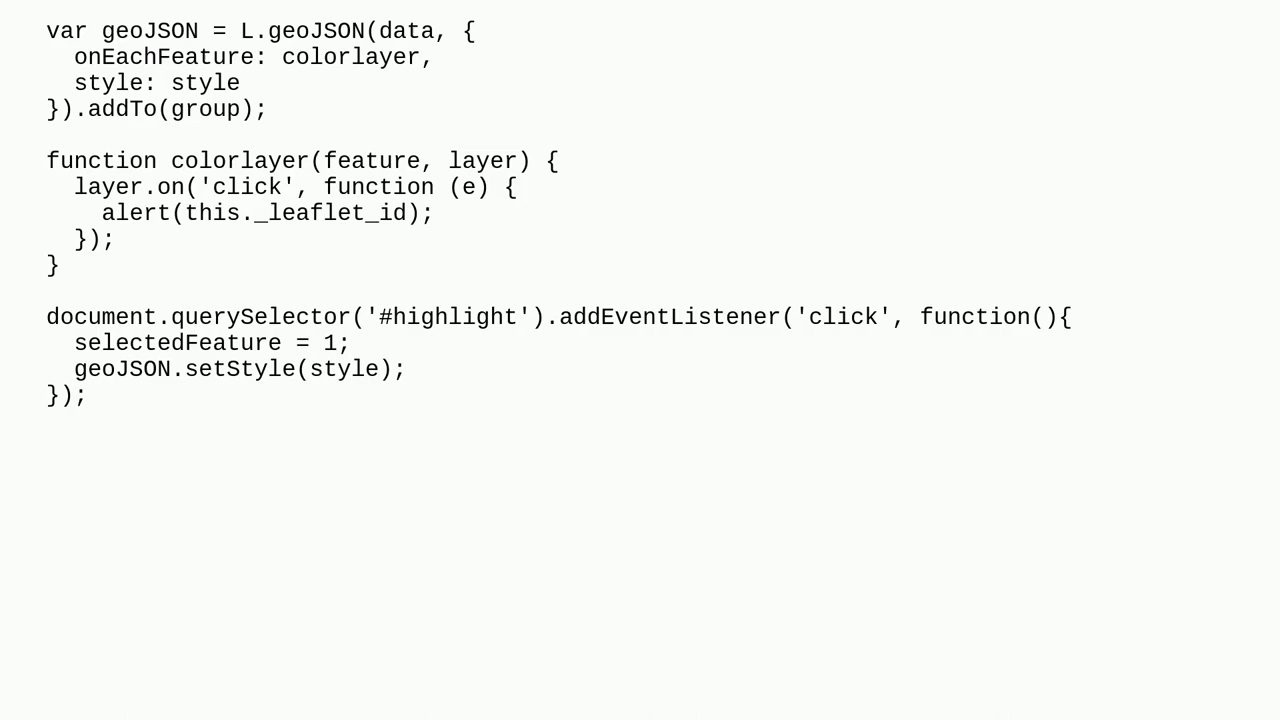 var geoJSON = L.geoJSON(data, {
  onEachFeature: colorlayer,
  style: style
}).addTo(group);

function colorlayer(feature, layer) {
  layer.on('click', function (e) {
    alert(this._leaflet_id);
  });
}

document.querySelector('#highlight').addEventListener('click', function(){
  selectedFeature = 1;
  geoJSON.setStyle(style);
});